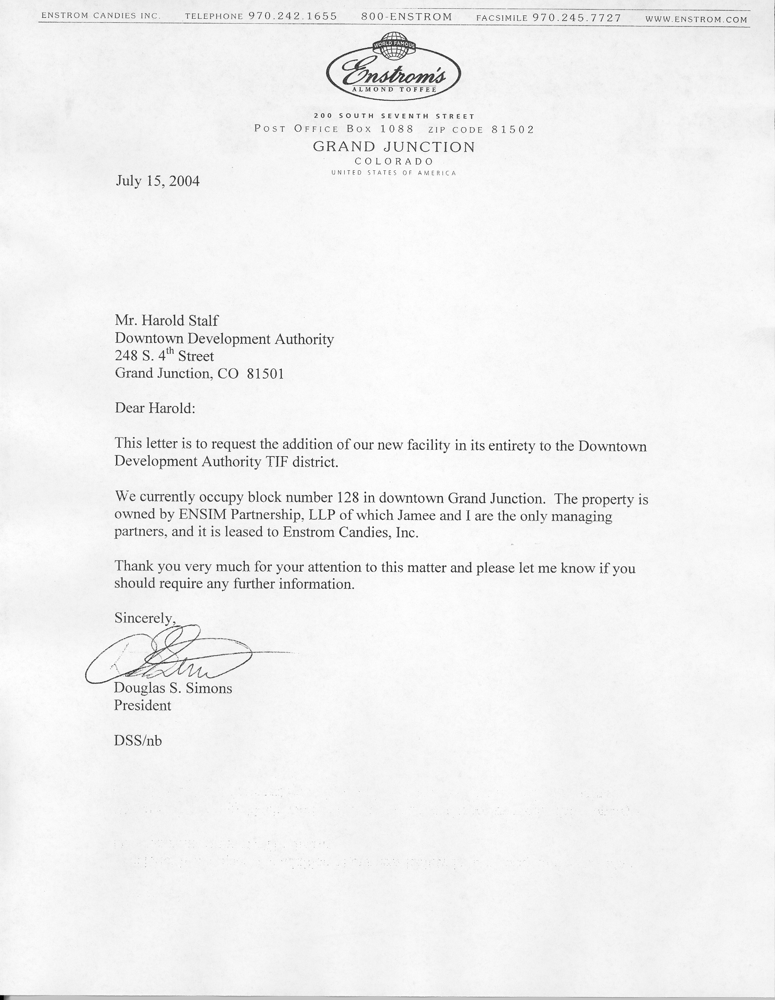 ENSTROM CANDIES INC. TELEPHONE 970.242.1655 800-ENSTROM FACSIMILE 970.245.7727 WWW.ENSTROM.COM
WORLD FAMOUS
Enstrom's
ALMOND TOFFEE
200 SOUTH SEVENTH STREET
POST OFFICE BOX 1088 ZIP CODE 81502
GRAND JUNCTION
COLORADO
UNITED STATES OF AMERICA
July 15, 2004
Mr. Harold Stalf
Downtown Development Authority
248 S. 4th Street
Grand Junction, CO 81501
Dear Harold:
This letter is to request the addition of our new facility in its entirety to the Downtown
Development Authority TIF district.
We currently occupy block number 128 in downtown Grand Junction. The property is
owned by ENSIM Partnership, LLP of which Jamee and I are the only managing
partners, and it is leased to Enstrom Candies, Inc.
Thank you very much for your attention to this matter and please let me know if you
should require any further information.
Sincerely,
Douglas S. Simons
President
DSS/nb